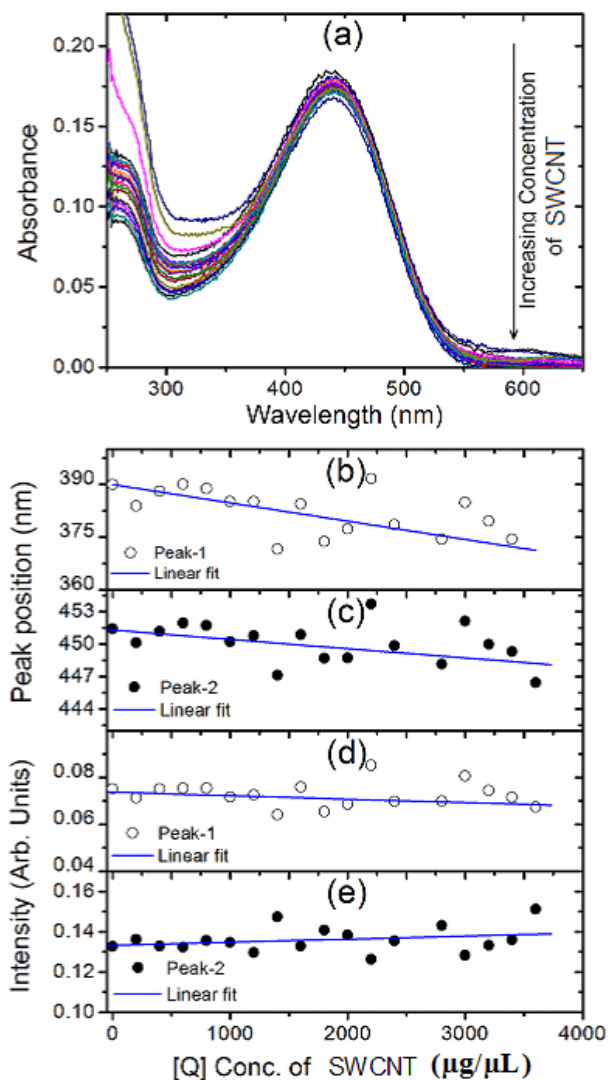 (a)
0.20
0.15
0.10
0.05
0.00
Absorbance
Increasing Concentration
of SWCNT
300
400
500
600
Wavelength (nm)
(b)
390
375
360
Peak-1
Linear fit
Peak position (nm)
(c)
453
450
447
444
Peak-2
Linear fit
(d)
0.08
0.06
0.04
Peak-1
Linear fit
Intensity (Arb. Units)
(e)
0.16
0.14
0.12
0.10
Peak-2
Linear fit
0
1000
2000
3000
4000
[Q] Conc. of SWCNT (µg/µL)